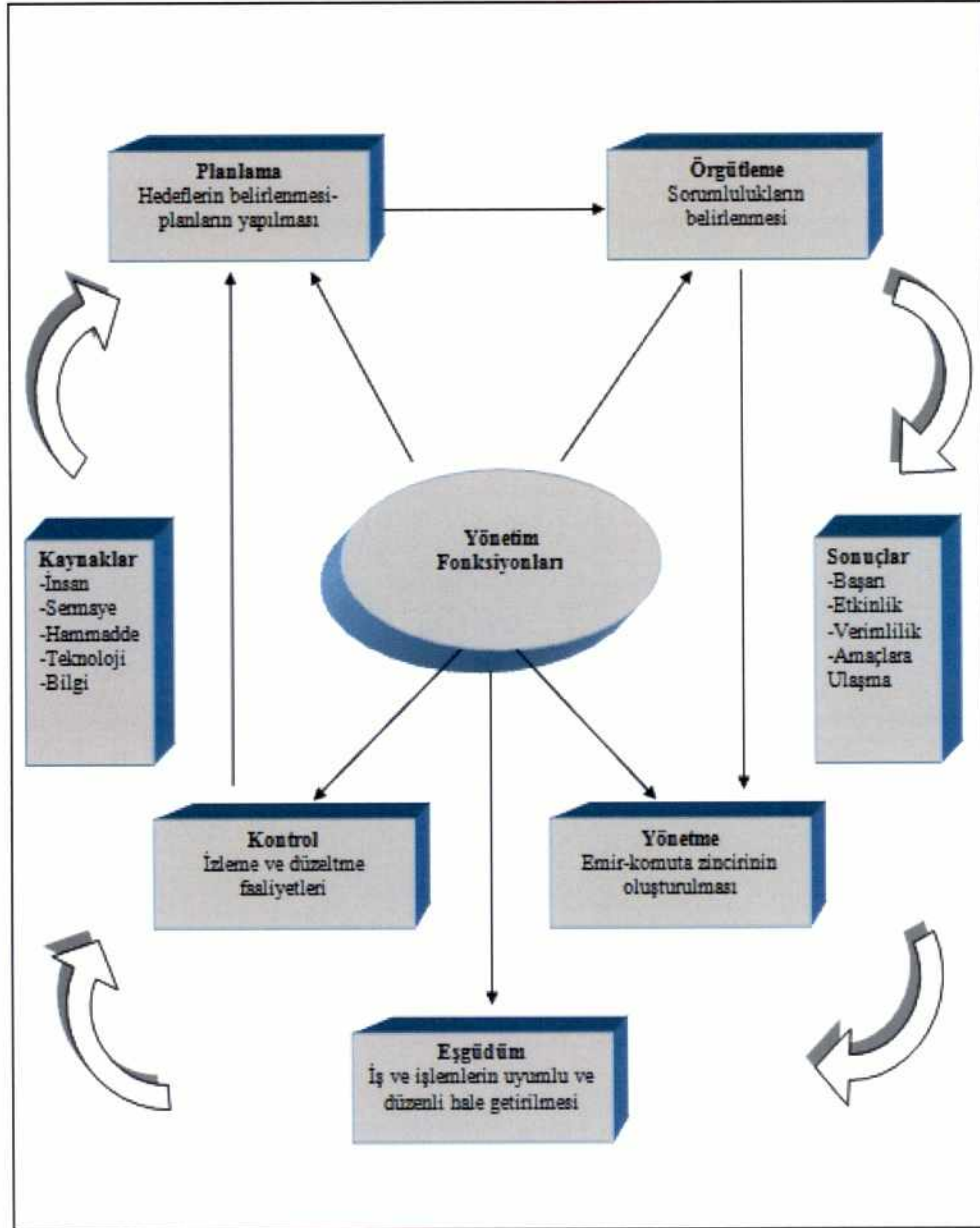 Planlama
Hedeflerin belirlenmesi-
planların yapılması
Örgütleme
Sorumlulukların
belirlenmesi
Yönetim
Fonksiyonları
Kaynaklar
-İnsan
-Sermaye
-Hammadde
-Teknoloji
-Bilgi
Sonuçlar
-Başarı
-Etkinlik
-Verimlilik
-Amaçlara
Ulaşma
Kontrol
İzleme ve düzeltme
faaliyetleri
Yönetme
Emir-komuta zincirinin
oluşturulması
Eşgüdüm
İş ve işlemlerin uyumlu ve
düzenli hale getirilmesi